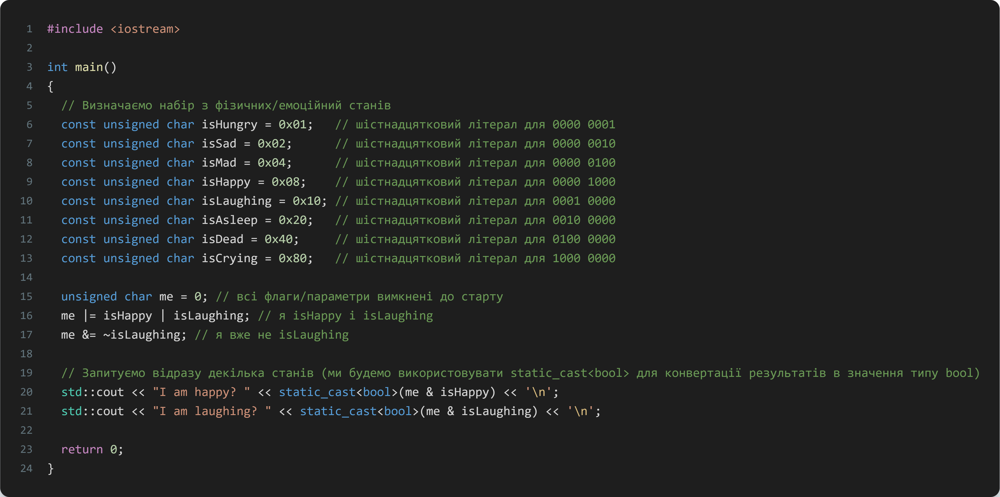 1 #include <iostream>
2
3 int main()
4 {
5 // Визначаємо набір з фізичних/емоційний станів
6 const unsigned char isHungry = 0x01; // шістнадцятковий літерал для 0000 0001
7 const unsigned char isSad = 0x02; // шістнадцятковий літерал для 0000 0010
8 const unsigned char isMad = 0x04; // шістнадцятковий літерал для 0000 0100
9 const unsigned char isHappy = 0x08; // шістнадцятковий літерал для 0000 1000
10 const unsigned char isLaughing = 0x10; // шістнадцятковий літерал для 0001 0000
11 const unsigned char isAsleep = 0x20; // шістнадцятковий літерал для 0010 0000
12 const unsigned char isDead = 0x40; // шістнадцятковий літерал для 0100 0000
13 const unsigned char isCrying = 0x80; // шістнадцятковий літерал для 1000 0000
14
15 unsigned char me = 0; // всі флаги/параметри вимкнені до старту
16 me |= isHappy | isLaughing; // я isHappy і isLaughing
17 me &= ~isLaughing; // я вже не isLaughing
18
19 // Запитуємо відразу декілька станів (ми будемо використовувати static_cast<bool> для конвертації результатів в значення типу bool)
20 std::cout << "I am happy? " << static_cast<bool>(me & isHappy) << '\n';
21 std::cout << "I am laughing? " << static_cast<bool>(me & isLaughing) << '\n';
22
23 return 0;
24 }